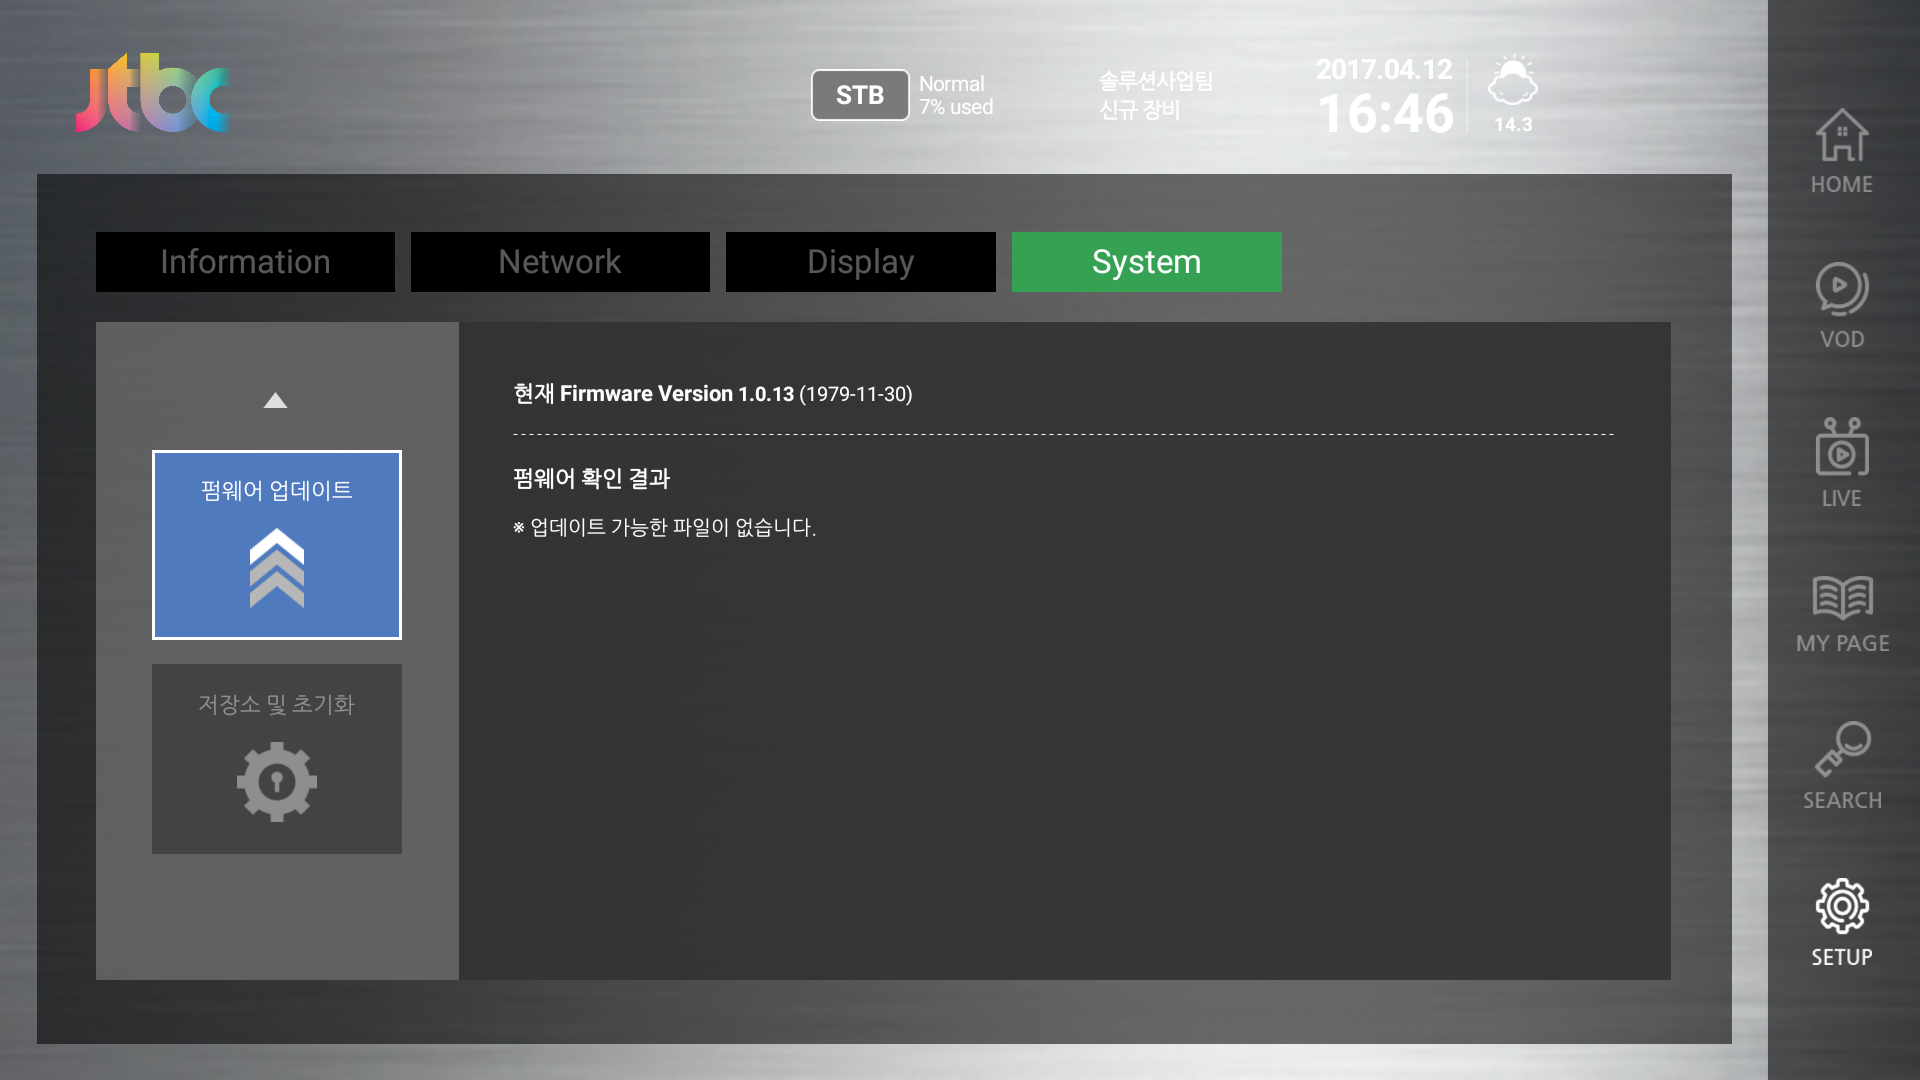 jtbc
STB
Normal
7% used
솔루션사업팀
신규 장비
2017.04.12
16:46
14.3
Information
Network
Display
System
펌웨어 업데이트
저장소 및 초기화
현재 Firmware Version 1.0.13 (1979-11-30)
펌웨어 확인 결과
※ 업데이트 가능한 파일이 없습니다.
HOME
VOD
LIVE
MY PAGE
SEARCH
SETUP